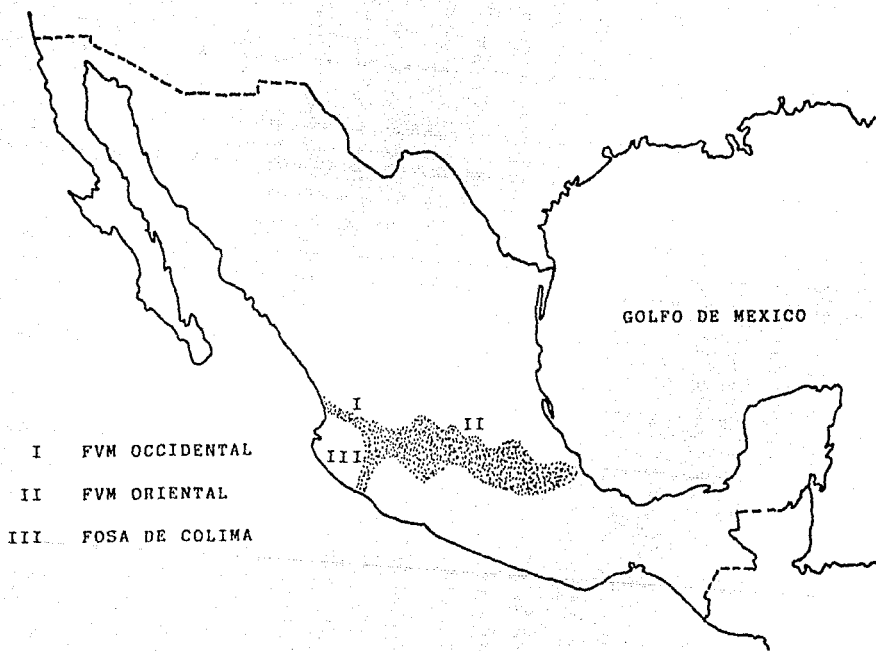 GOLFO DE MEXICO
I
II
III
I FVM OCCIDENTAL
II FVM ORIENTAL
III FOSA DE COLIMA